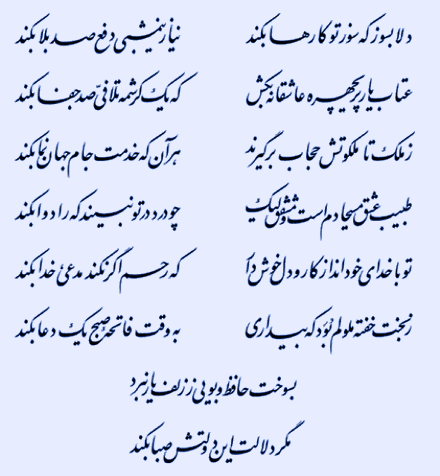 دلا بسوز که سوز تو کارها بکند نیاز نیم‌شبی دفع صد بلا بکند
عتاب یار پریچهره عاشقانه بکش که یک کرشمه تلافی صد جفا بکند
ز ملک تا ملکوتش حجاب برگیرند هر آن که خدمت جام جهان نما بکند
طبیب عشق مسیحا دم است و مشفق لیک چو درد در تو نبیند که را دوا بکند
تو با خدای خود انداز کار و دل خوش دار که رحم اگر نکند مدعی خدا بکند
ز بخت خفته ملولم بود که بیداری به وقت فاتحه صبح یک دعا بکند
بسوخت حافظ و بویی ز زلف یار نبرد
مگر دلالت این دولتش صبا بکند